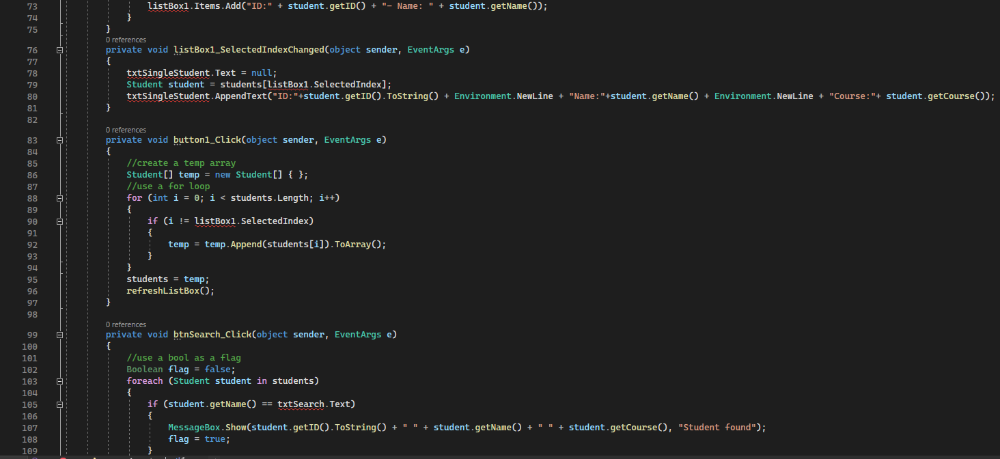 73 listBox1.Items.Add("ID:" + student.getID() + "- Name: " + student.getName());
74 }
75 }
0 references
76 private void listBox1_SelectedIndexChanged(object sender, EventArgs e)
77 {
78 txtSingleStudent.Text = null;
79 Student student = students[listBox1.SelectedIndex];
80 txtSingleStudent.AppendText("ID:"+student.getID().ToString() + Environment.NewLine + "Name:"+student.getName() + Environment.NewLine + "Course:"+ student.getCourse());
81 }
82
0 references
83 private void button1_Click(object sender, EventArgs e)
84 {
85 //create a temp array
86 Student[] temp = new Student[] { };
87 //use a for loop
88 for (int i = 0; i < students.Length; i++)
89 {
90 if (i != listBox1.SelectedIndex)
91 {
92 temp = temp.Append(students[i]).ToArray();
93 }
94 }
95 students = temp;
96 refreshListBox();
97 }
98
0 references
99 private void btnSearch_Click(object sender, EventArgs e)
100 {
101 //use a bool as a flag
102 Boolean flag = false;
103 foreach (Student student in students)
104 {
105 if (student.getName() == txtSearch.Text)
106 {
107 MessageBox.Show(student.getID().ToString() + " " + student.getName() + " " + student.getCourse(), "Student found");
108 flag = true;
109 }